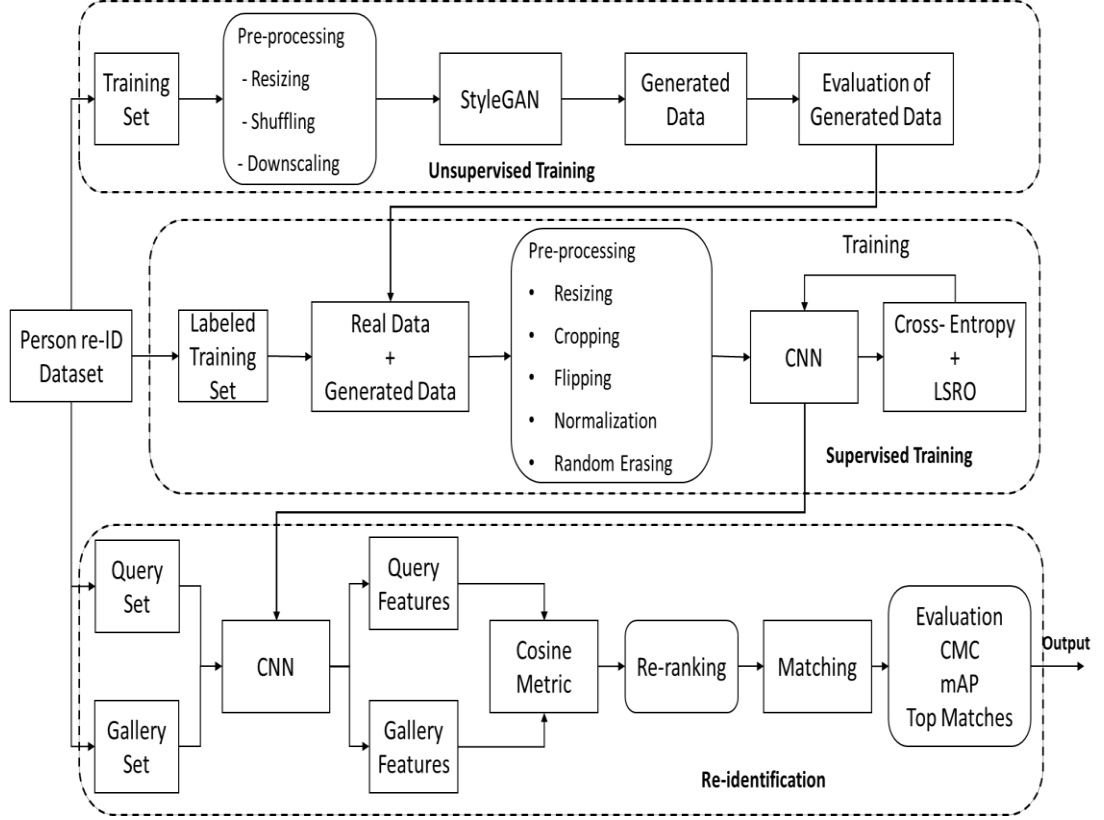 Training
Set
Pre-processing
- Resizing
- Shuffling
- Downscaling
StyleGAN
Generated
Data
Evaluation of
Generated Data
Unsupervised Training
Person re-ID
Dataset
Labeled
Training
Set
Real Data
+
Generated Data
Pre-processing
• Resizing
• Cropping
• Flipping
• Normalization
• Random Erasing
Training
CNN
Cross- Entropy
+
LSRO
Supervised Training
Query
Set
Gallery
Set
CNN
Query
Features
Gallery
Features
Cosine
Metric
Re-ranking
Matching
Evaluation
CMC
mAP
Top Matches
Output
Re-identification